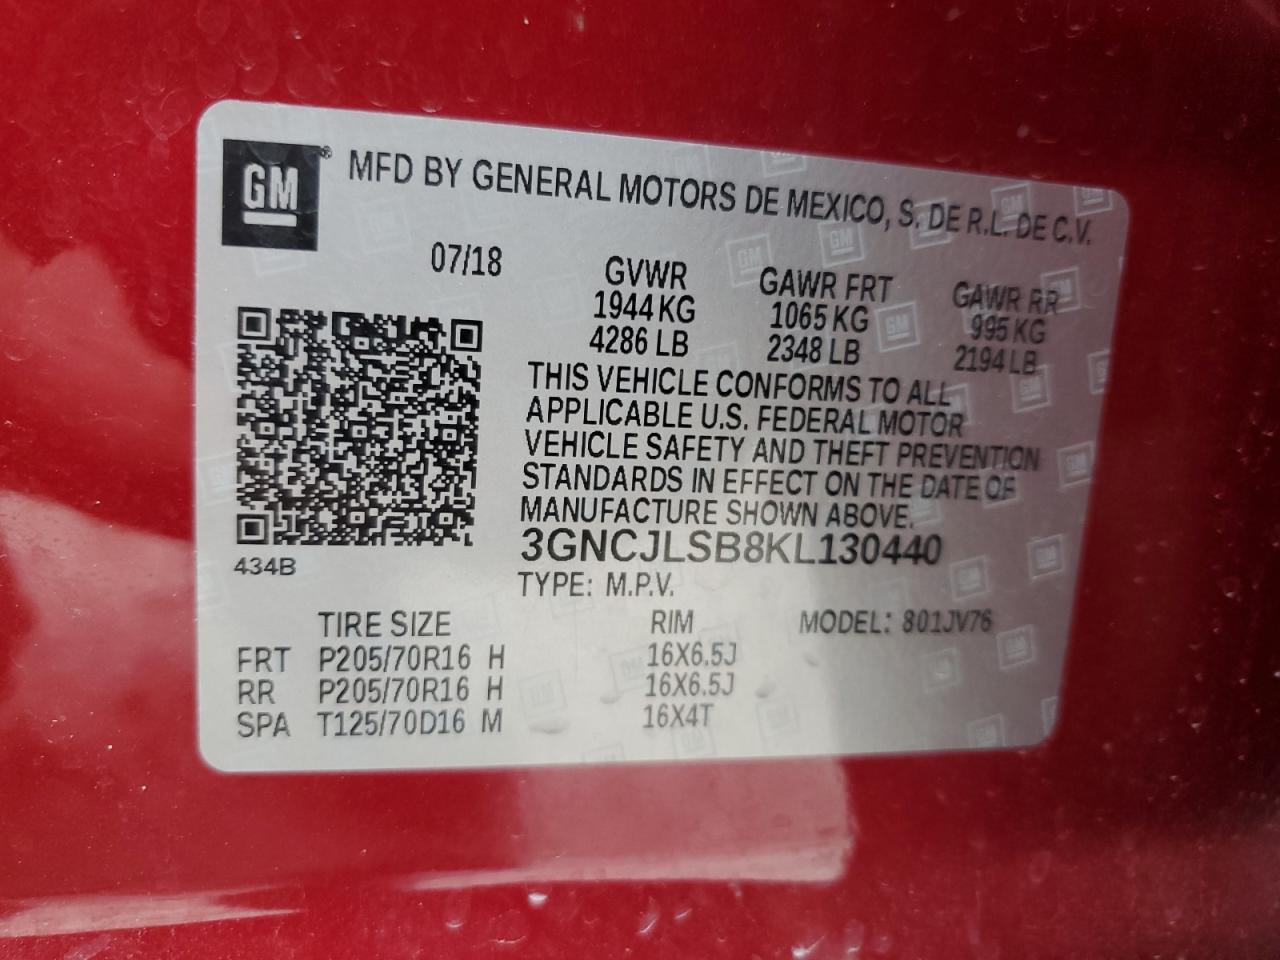 GM ® MFD BY GENERAL MOTORS DE MEXICO, S. DE R.L. DE C.V.
07/18
GVWR GAWR FRT GAWR RR
1944 KG 1065 KG 995 KG
4286 LB 2348 LB 2194 LB
THIS VEHICLE CONFORMS TO ALL
APPLICABLE U.S. FEDERAL MOTOR
VEHICLE SAFETY AND THEFT PREVENTION
STANDARDS IN EFFECT ON THE DATE OF
MANUFACTURE SHOWN ABOVE.
3GNCJLSB8KL130440
434B
TYPE: M.P.V.
TIRE SIZE RIM MODEL: 801JV76
FRT P205/70R16 H 16X6.5J
RR P205/70R16 H 16X6.5J
SPA T125/70D16 M 16X4T